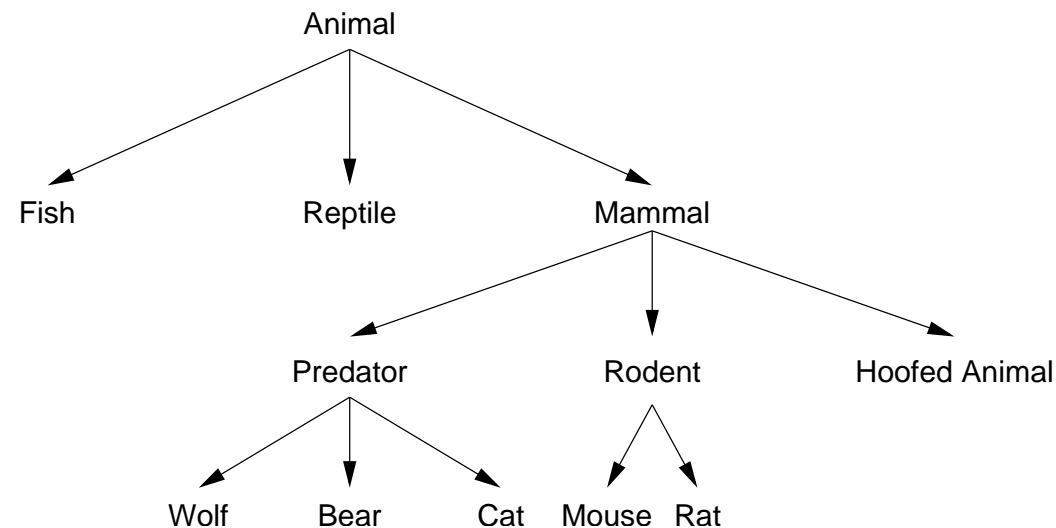 Animal
Fish Reptile Mammal
Predator Rodent Hoofed Animal
Wolf Bear Cat Mouse Rat